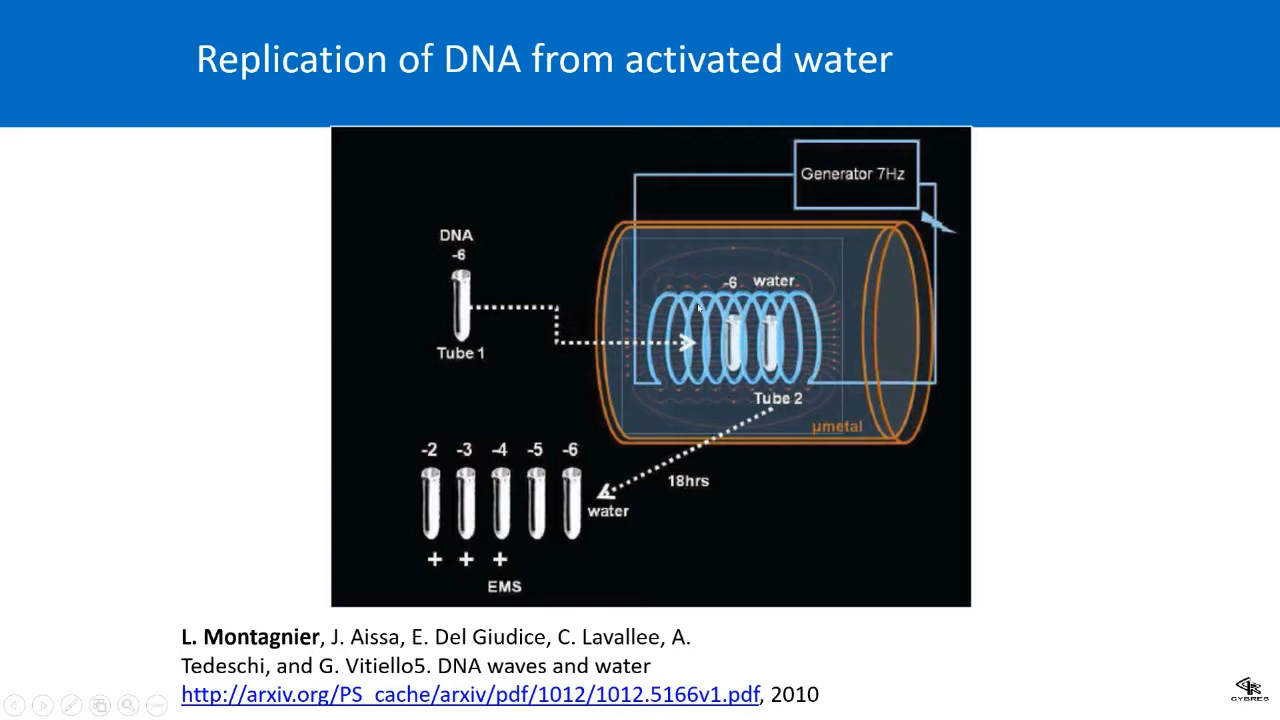 Replication of DNA from activated water
Generator 7Hz
DNA
-6
Tube 1
-6 water
Tube 2
µmetal
18hrs
-2 -3 -4 -5 -6
water
+ + +
EMS
L. Montagnier, J. Aissa, E. Del Giudice, C. Lavallee, A.
Tedeschi, and G. Vitiello5. DNA waves and water
http://arxiv.org/PS_cache/arxiv/pdf/1012/1012.5166v1.pdf, 2010
CYBRES